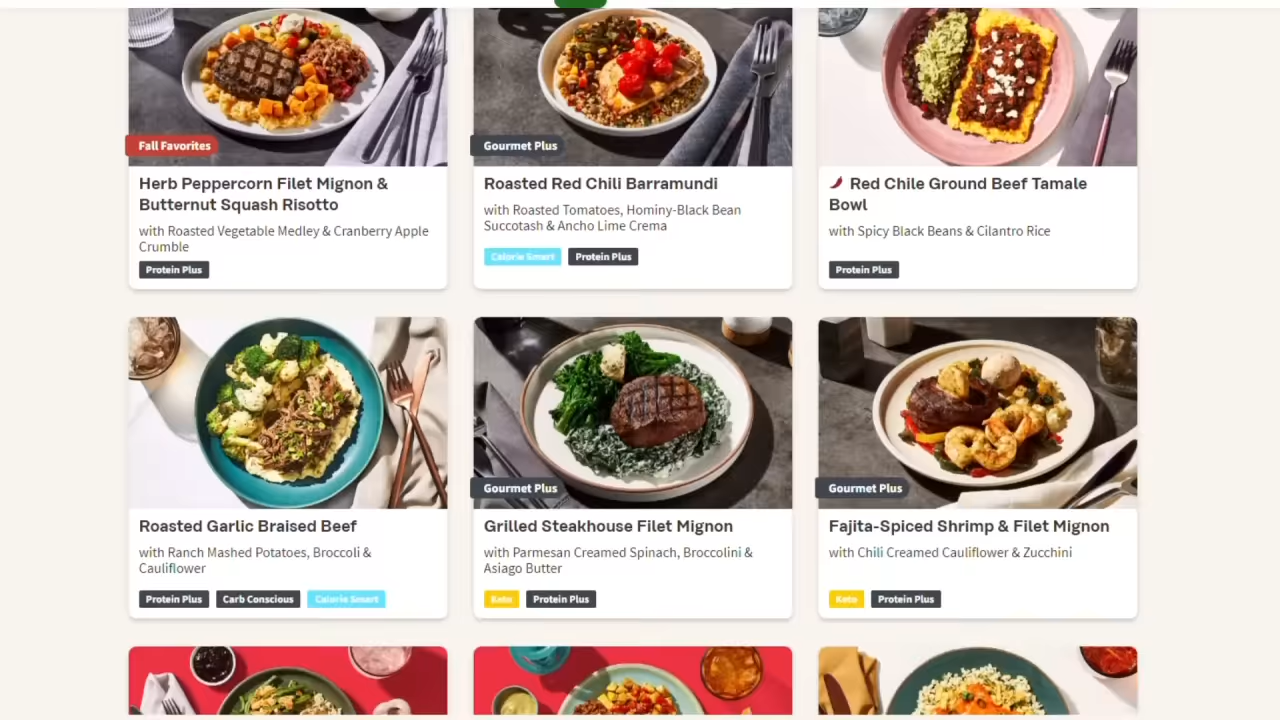 Fall Favorites
Herb Peppercorn Filet Mignon &
Butternut Squash Risotto
with Roasted Vegetable Medley & Cranberry Apple
Crumble
Protein Plus
Gourmet Plus
Roasted Red Chili Barramundi
with Roasted Tomatoes, Hominy-Black Bean
Succotash & Ancho Lime Crema
Calorie Smart Protein Plus
Red Chile Ground Beef Tamale
Bowl
with Spicy Black Beans & Cilantro Rice
Protein Plus
Roasted Garlic Braised Beef
with Ranch Mashed Potatoes, Broccoli &
Cauliflower
Protein Plus Carb Conscious Calorie Smart
Gourmet Plus
Grilled Steakhouse Filet Mignon
with Parmesan Creamed Spinach, Broccolini &
Asiago Butter
Keto Protein Plus
Gourmet Plus
Fajita-Spiced Shrimp & Filet Mignon
with Chili Creamed Cauliflower & Zucchini
Keto Protein Plus